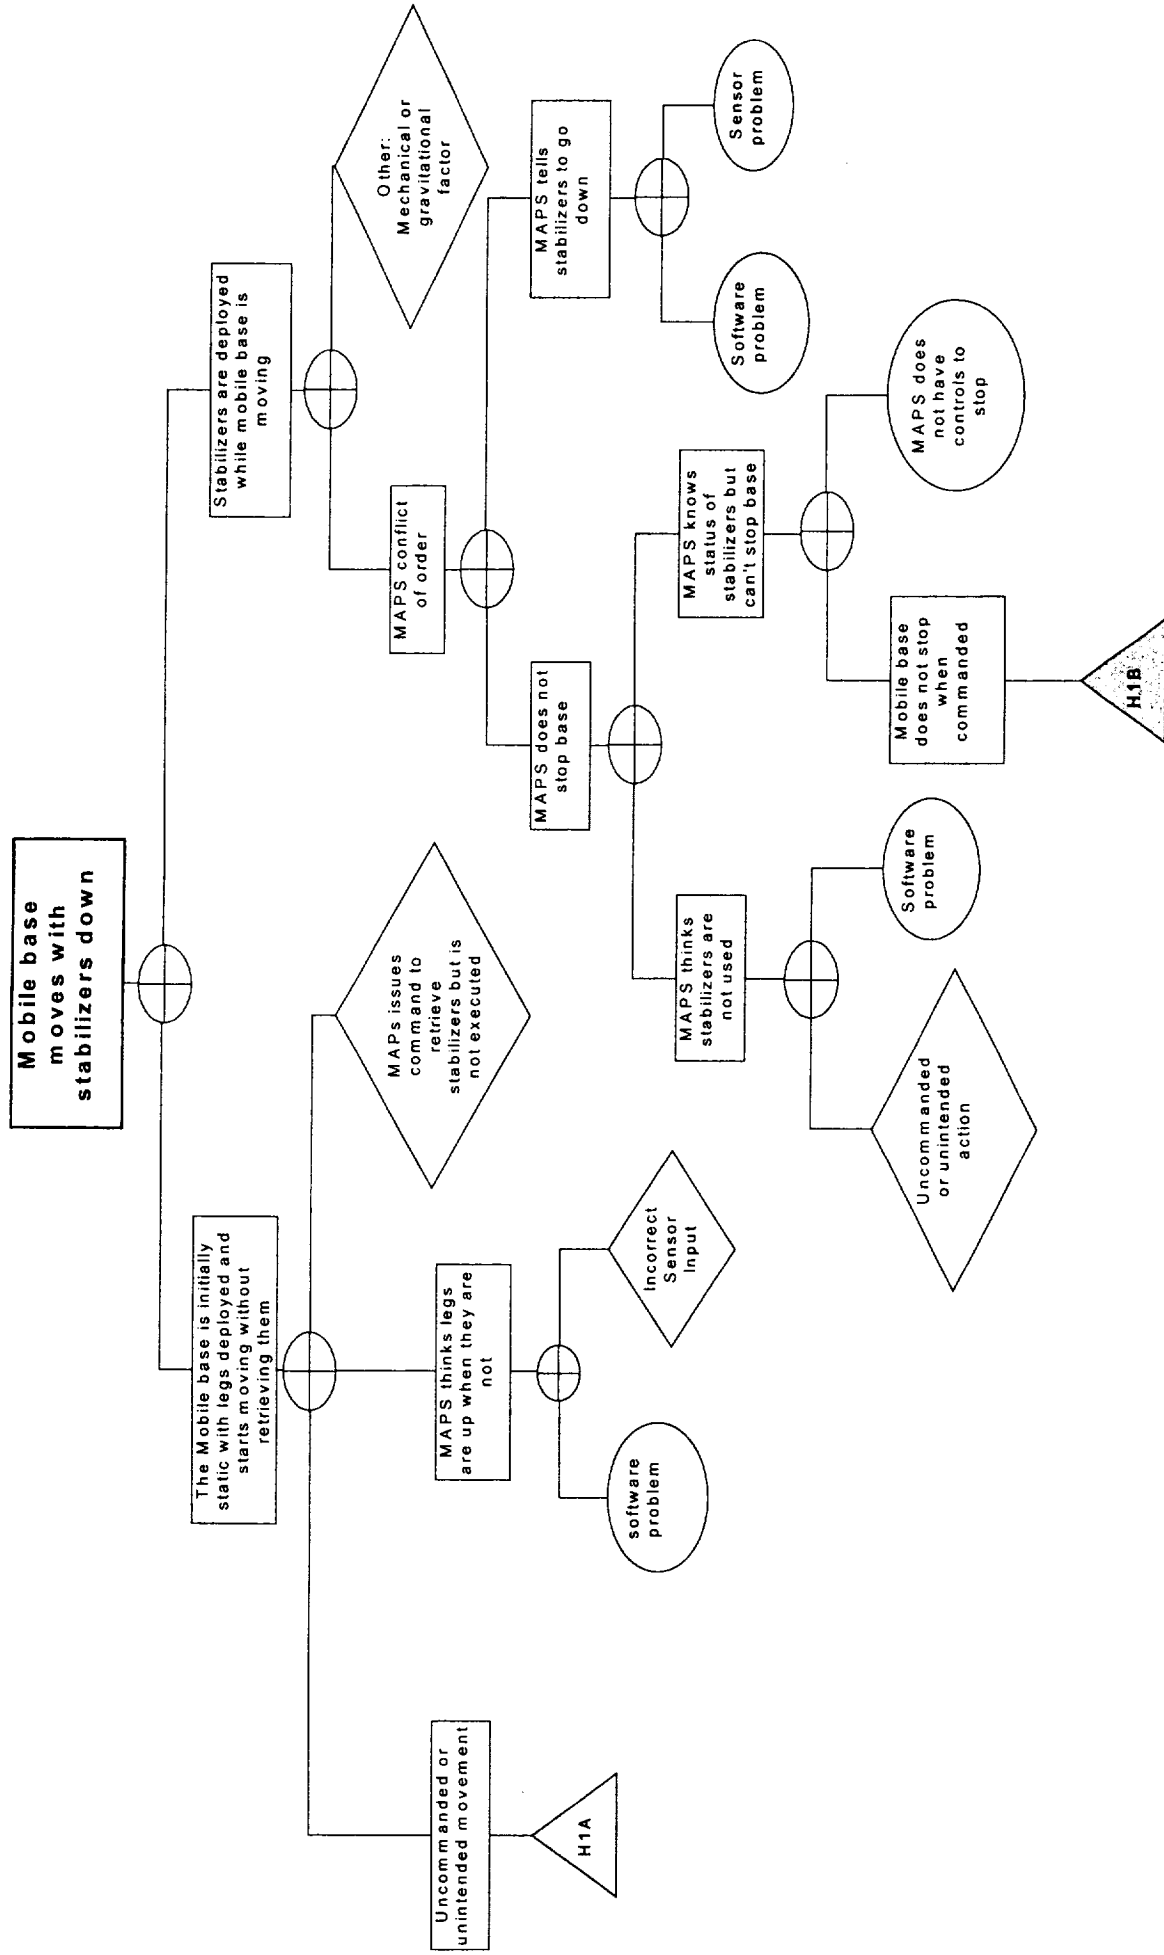 Mobile base
moves with
stabilizers down
The Mobile base is initially
static with legs deployed and
starts moving without
retrieving them
Stabilizers are deployed
while mobile base is
moving
Uncommanded or
unintended movement
H1A
MAPS thinks legs
are up when they are
not
software
problem
Incorrect
Sensor
Input
MAPs issues
command to
retrieve
stabilizers but is
not executed
MAPS conflict
of order
Other:
Mechanical or
gravitational
factor
MAPS does not
stop base
MAPS tells
stabilizers to go
down
MAPS thinks
stabilizers are
not used
MAPS knows
status of
stabilizers but
can't stop base
Software
problem
Sensor
problem
Uncommanded
or unintended
action
Software
problem
Mobile base
does not stop
when
commanded
H1B
MAPS does
not have
controls to
stop